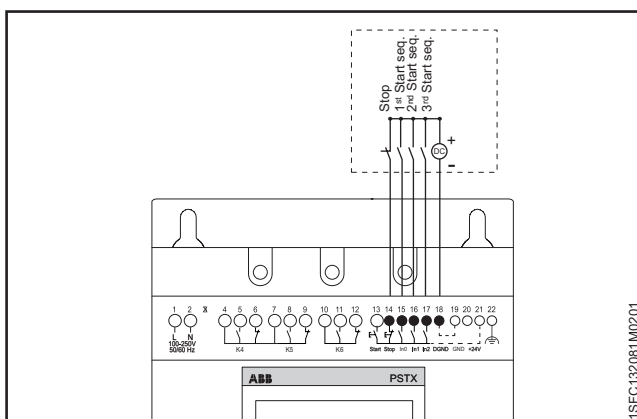 Stop
1st Start seq.
2nd Start seq.
3rd Start seq.
+
DC
-
1 2 4 5 6 7 8 9 10 11 12 13 14 15 16 17 18 19 20 21 22
L N
100-250V
50/60 Hz
K4 K5 K6
Start Stop In0 In1 In2 DGND GND +24V
ABB PSTX
1SFC132081M0201